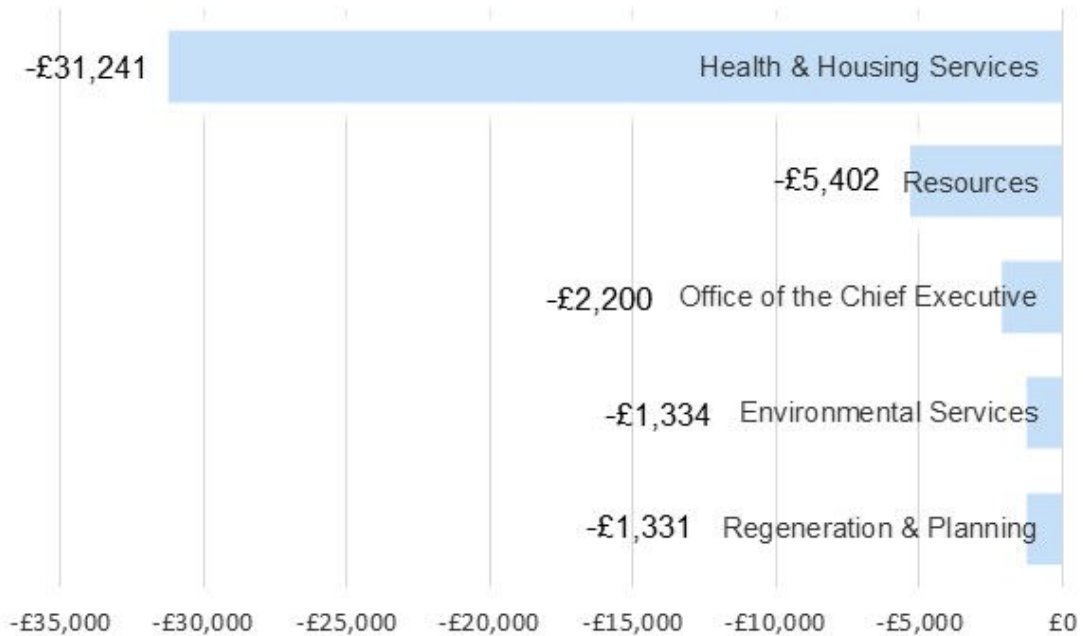 -£31,241 Health & Housing Services
-£5,402 Resources
-£2,200 Office of the Chief Executive
-£1,334 Environmental Services
-£1,331 Regeneration & Planning
-£35,000 -£30,000 -£25,000 -£20,000 -£15,000 -£10,000 -£5,000 £0